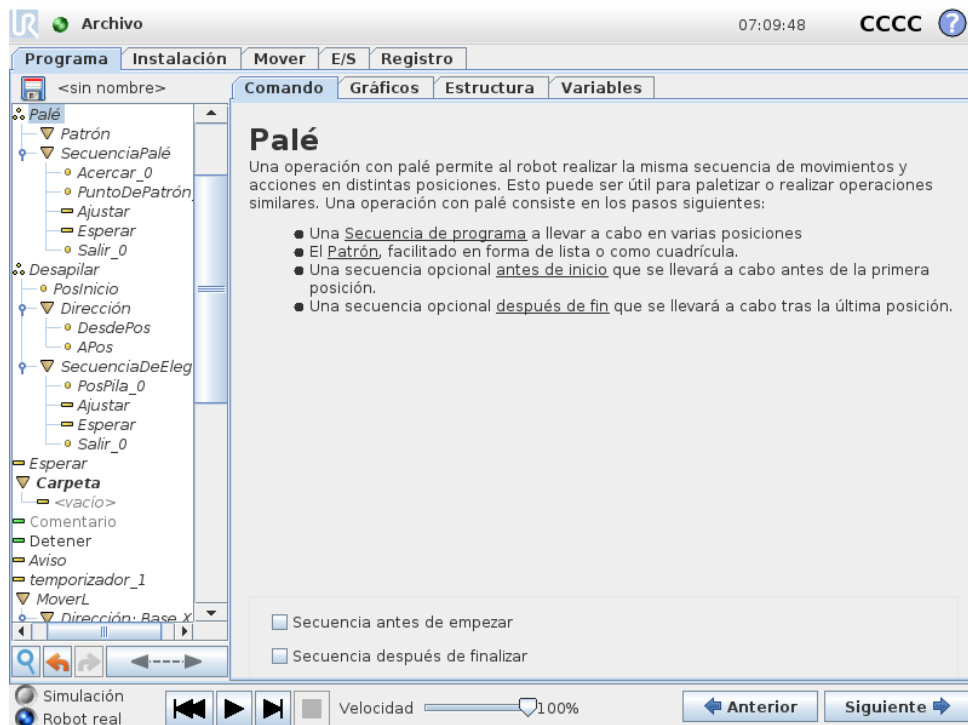 UR Archivo 07:09:48 CCCC ?
Programa Instalación Mover E/S Registro
<sin nombre>
Comando Gráficos Estructura Variables
Palé
Patrón
SecuenciaPalé
Acercar_0
PuntoDePatrón
Ajustar
Esperar
Salir_0
Desapilar
PosInicio
Dirección
DesdePos
APos
SecuenciaDeEleg
PosPila_0
Ajustar
Esperar
Salir_0
Esperar
Carpeta
<vacío>
Comentario
Detener
Aviso
temporizador_1
MoverL
Dirección: Base X
Palé
Una operación con palé permite al robot realizar la misma secuencia de movimientos y
acciones en distintas posiciones. Esto puede ser útil para paletizar o realizar operaciones
similares. Una operación con palé consiste en los pasos siguientes:
Una Secuencia de programa a llevar a cabo en varias posiciones
El Patrón, facilitado en forma de lista o como cuadrícula.
Una secuencia opcional antes de inicio que se llevará a cabo antes de la primera
posición.
Una secuencia opcional después de fin que se llevará a cabo tras la última posición.
Secuencia antes de empezar
Secuencia después de finalizar
Simulación
Robot real
Velocidad 100%
Anterior Siguiente